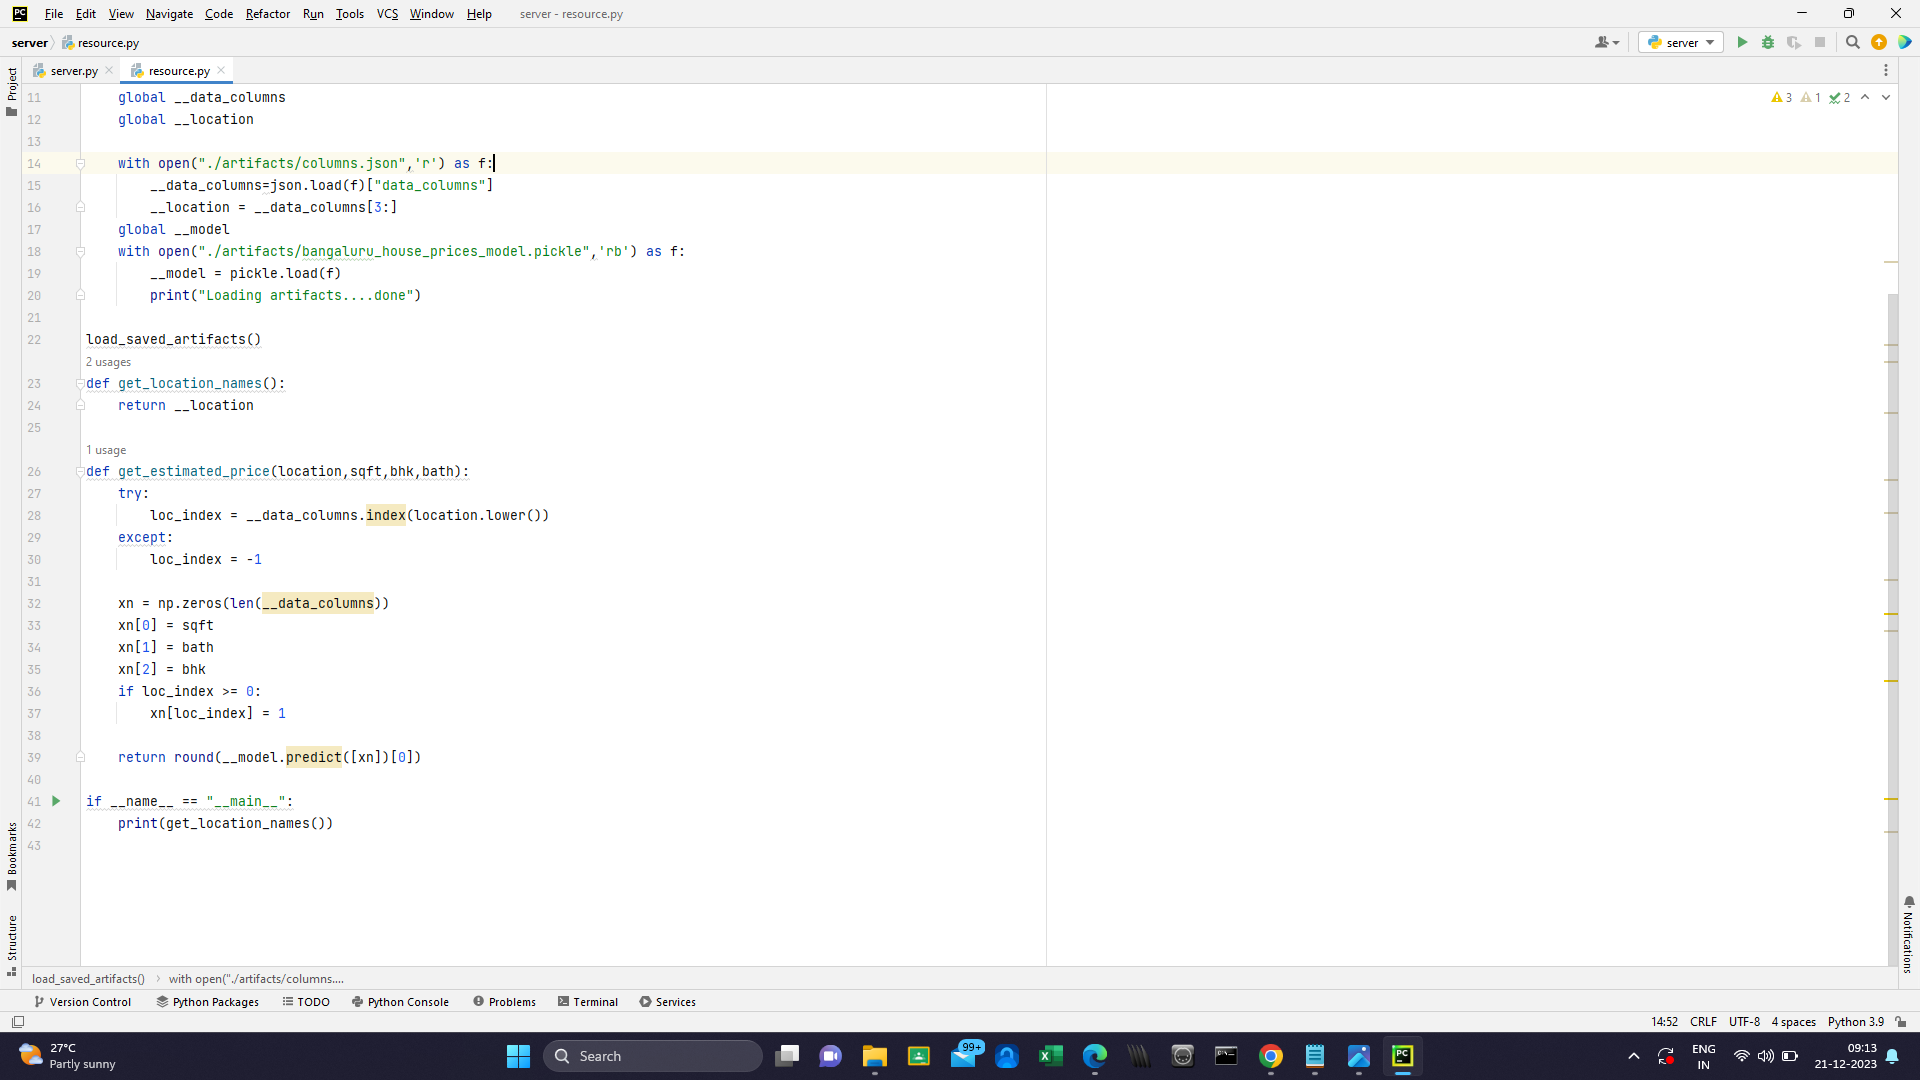 PC File Edit View Navigate Code Refactor Run Tools VCS Window Help server - resource.py
server resource.py server
server.py resource.py
Project
3 1 2
11 global __data_columns
12 global __location
13
14 with open("./artifacts/columns.json",'r') as f:
15 __data_columns=json.load(f)["data_columns"]
16 __location = __data_columns[3:]
17 global __model
18 with open("./artifacts/bangaluru_house_prices_model.pickle",'rb') as f:
19 __model = pickle.load(f)
20 print("Loading artifacts....done")
21
22 load_saved_artifacts()
2 usages
23 def get_location_names():
24 return __location
25
1 usage
26 def get_estimated_price(location,sqft,bhk,bath):
27 try:
28 loc_index = __data_columns.index(location.lower())
29 except:
30 loc_index = -1
31
32 xn = np.zeros(len(__data_columns))
33 xn[0] = sqft
34 xn[1] = bath
35 xn[2] = bhk
36 if loc_index >= 0:
37 xn[loc_index] = 1
38
39 return round(__model.predict([xn])[0])
40
41 if __name__ == "__main__":
42 print(get_location_names())
43
Bookmarks
Structure
Notifications
load_saved_artifacts() with open("./artifacts/columns....
Version Control Python Packages TODO Python Console Problems Terminal Services
14:52 CRLF UTF-8 4 spaces Python 3.9
27°C
Partly sunny
Search
99+
PC
ENG
IN
09:13
21-12-2023